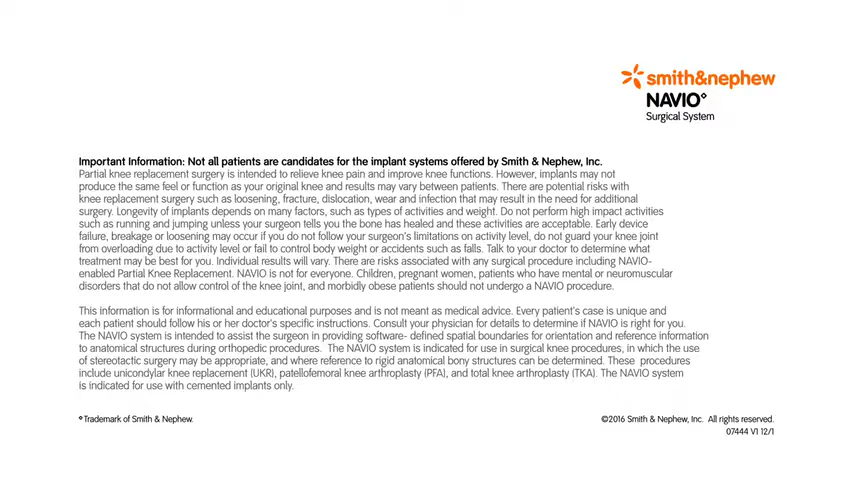 smith&nephew
NAVIO◊
Surgical System
Important Information: Not all patients are candidates for the implant systems offered by Smith & Nephew, Inc.
Partial knee replacement surgery is intended to relieve knee pain and improve knee functions. However, implants may not
produce the same feel or function as your original knee and results may vary between patients. There are potential risks with
knee replacement surgery such as loosening, fracture, dislocation, wear and infection that may result in the need for additional
surgery. Longevity of implants depends on many factors, such as types of activities and weight. Do not perform high impact activities
such as running and jumping unless your surgeon tells you the bone has healed and these activities are acceptable. Early device
failure, breakage or loosening may occur if you do not follow your surgeon's limitations on activity level, do not guard your knee joint
from overloading due to activity level or fail to control body weight or accidents such as falls. Talk to your doctor to determine what
treatment may be best for you. Individual results will vary. There are risks associated with any surgical procedure including NAVIO-
enabled Partial Knee Replacement. NAVIO is not for everyone. Children, pregnant women, patients who have mental or neuromuscular
disorders that do not allow control of the knee joint, and morbidly obese patients should not undergo a NAVIO procedure.
This information is for informational and educational purposes and is not meant as medical advice. Every patient's case is unique and
each patient should follow his or her doctor's specific instructions. Consult your physician for details to determine if NAVIO is right for you.
The NAVIO system is intended to assist the surgeon in providing software- defined spatial boundaries for orientation and reference information
to anatomical structures during orthopedic procedures. The NAVIO system is indicated for use in surgical knee procedures, in which the use
of stereotactic surgery may be appropriate, and where reference to rigid anatomical bony structures can be determined. These procedures
include unicondylar knee replacement (UKR), patellofemoral knee arthroplasty (PFA), and total knee arthroplasty (TKA). The NAVIO system
is indicated for use with cemented implants only.
◊Trademark of Smith & Nephew.
©2016 Smith & Nephew, Inc. All rights reserved.
07444 V1 12/1